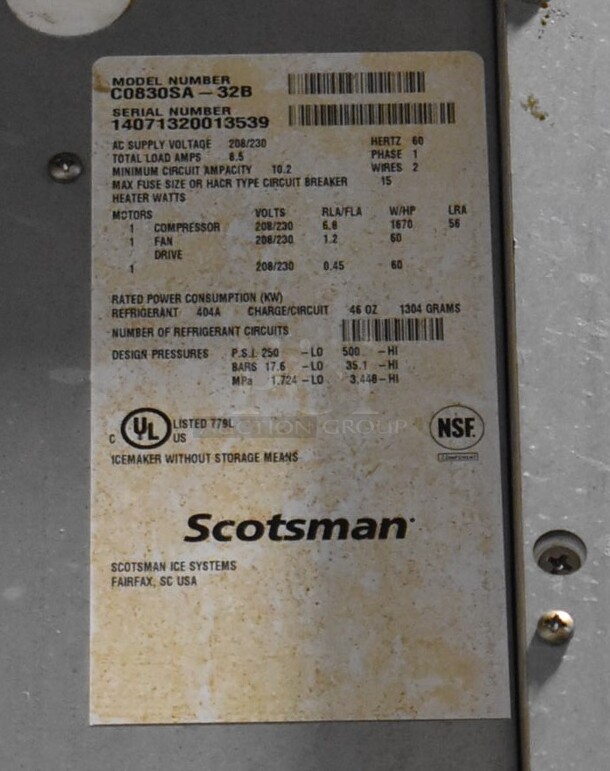 MODEL NUMBER
C0830SA-32B
SERIAL NUMBER
14071320013539
AC SUPPLY VOLTAGE 208/230 HERTZ 60
TOTAL LOAD AMPS 8.5 PHASE 1
MINIMUM CIRCUIT AMPACITY 10.2 WIRES 2
MAX FUSE SIZE OR HACR TYPE CIRCUIT BREAKER 15
HEATER WATTS
MOTORS VOLTS RLA/FLA W/HP LRA
1 COMPRESSOR 208/230 6.8 1670 56
1 FAN 208/230 1.2 60
DRIVE
1 208/230 0.45 60
RATED POWER CONSUMPTION (KW)
REFRIGERANT 404A CHARGE/CIRCUIT 46 OZ 1304 GRAMS
NUMBER OF REFRIGERANT CIRCUITS
DESIGN PRESSURES P.S.I. 250 -LO 500 -HI
BARS 17.6 -LO 35.1 -HI
MPa 1.724 -LO 3.448-HI
C UL US LISTED 779L
NSF
ICEMAKER WITHOUT STORAGE MEANS
AUCTION GROUP
Scotsman
SCOTSMAN ICE SYSTEMS
FAIRFAX, SC USA